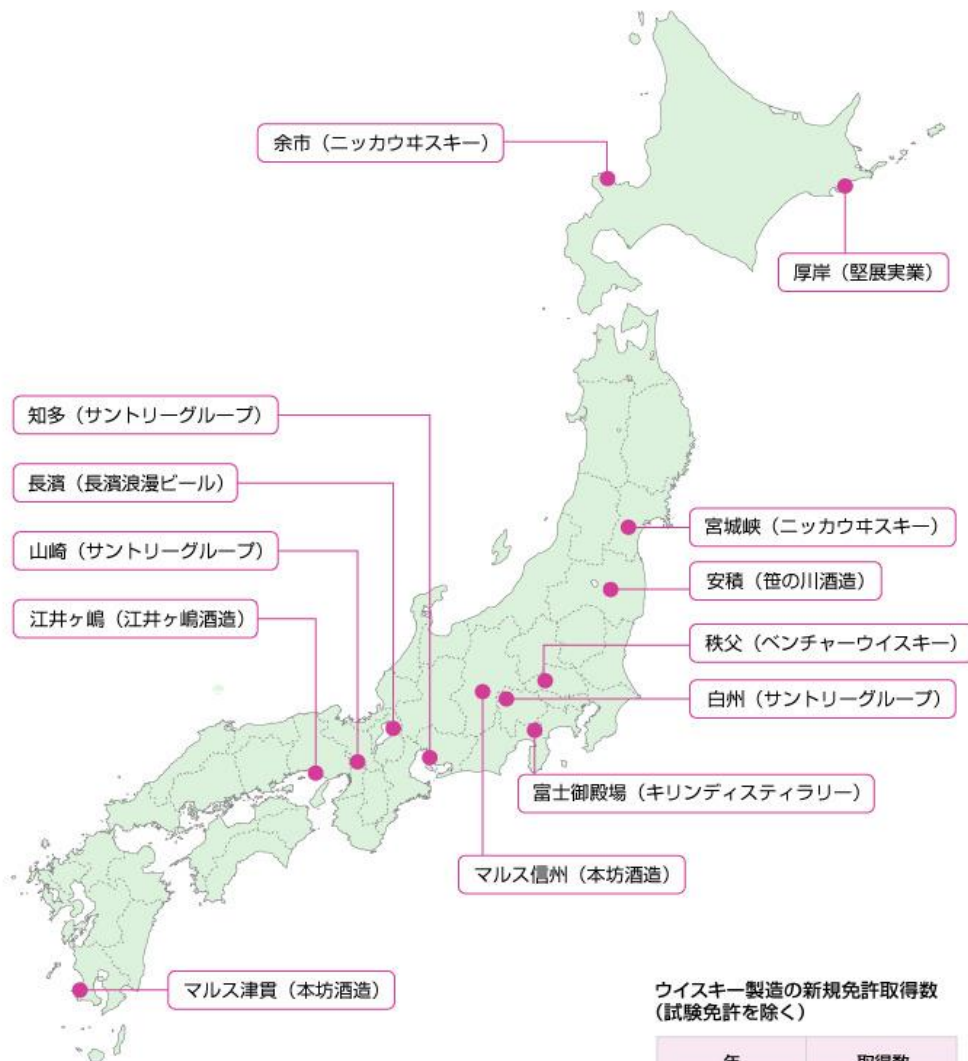 余市（ニッカウヰスキー）
厚岸（堅展実業）
知多（サントリーグループ）
長濱（長濱浪漫ビール）
山崎（サントリーグループ）
江井ヶ嶋（江井ヶ嶋酒造）
宮城峡（ニッカウヰスキー）
安積（笹の川酒造）
秩父（ベンチャーウイスキー）
白州（サントリーグループ）
富士御殿場（キリンディスティラリー）
マルス信州（本坊酒造）
マルス津貫（本坊酒造）
ウイスキー製造の新規免許取得数
（試験免許を除く）
年 取得数